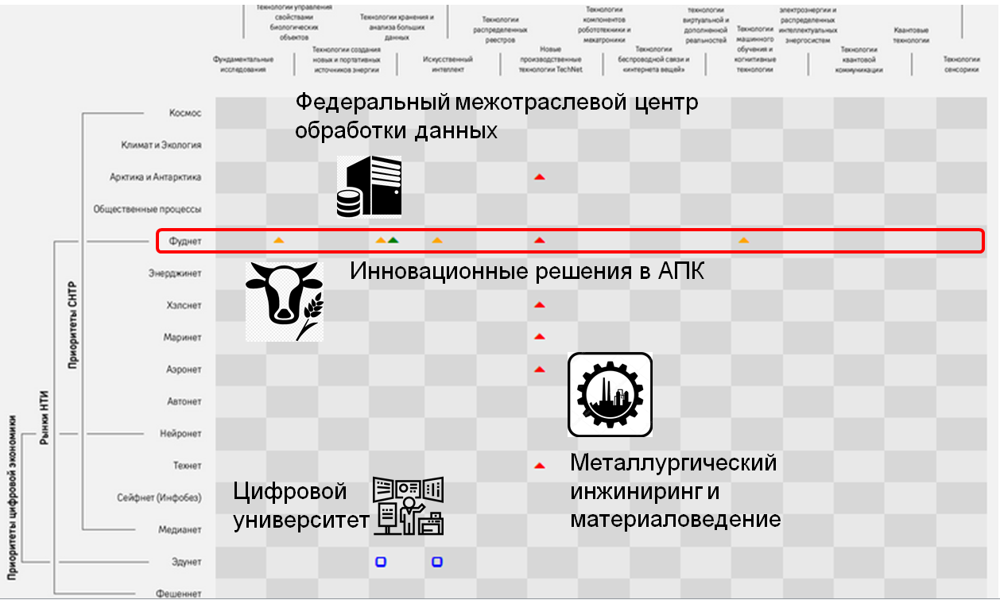 Технологии управления
свойствами
биологических
объектов
Технологии хранения и
анализа больших
данных
Технологии
распределенных
реестров
Технологии
компонентов
робототехники и
мехатроники
технологии
виртуальной и
дополненной
реальностей
электроэнергии и
распределенных
интеллектуальных
энергосистем
Квантовые
технологии
Фундаментальные
исследования
Технологии создания
новых и портативных
источников энергии
Искусственный
интеллект
Новые
производственные
технологии TechNet
Технологии
беспроводной связи и
«интернета вещей»
Технологии
машинного
обучения и
когнитивные
технологии
Технологии
квантовой
коммуникации
Технологии
сенсорики
Федеральный межотраслевой центр
обработки данных
Космос
Климат и Экология
Арктика и Антарктика
Общественные процессы
Фуднет
Инновационные решения в АПК
Энерджинет
Хэлснет
Маринет
Аэронет
Автонет
Нейронет
Технет
Сейфнет (Инфобез)
Медианет
Эдунет
Фешеннет
Металлургический
инжиниринг и
материаловедение
Цифровой
университет
Приоритеты СНТР
Рынки НТИ
Приоритеты цифровой экономики